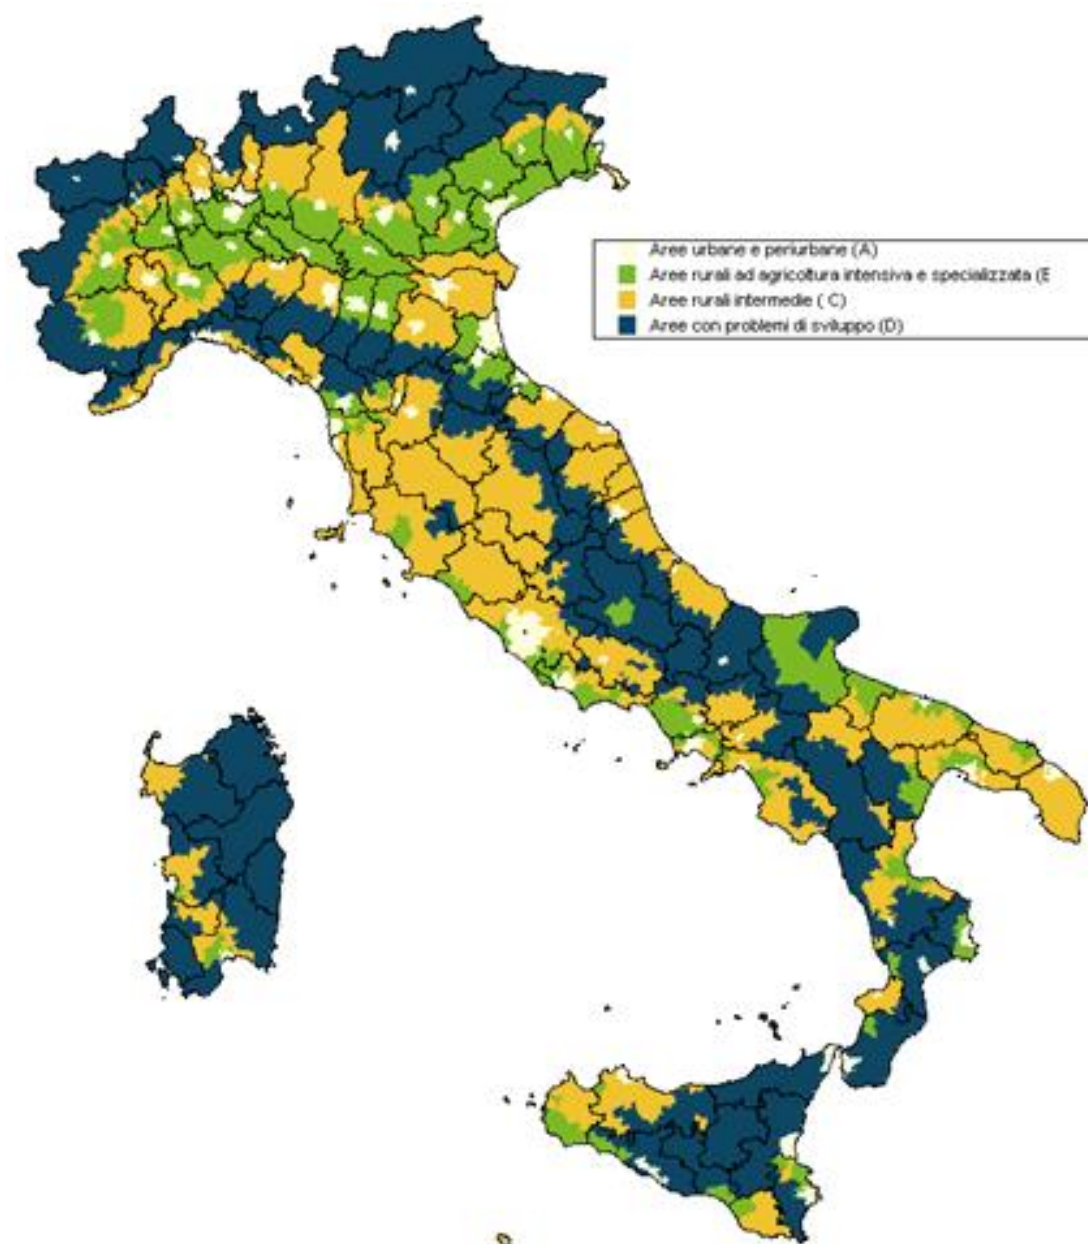 Aree urbane e periurbane (A)
Aree rurali ad agricoltura intensiva e specializzata (E
Aree rurali intermedie ( C)
Aree con problemi di sviluppo (D)